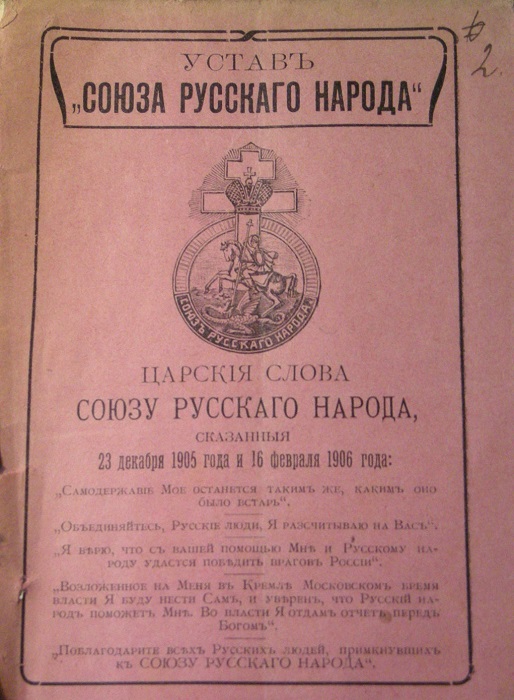 2.
УСТАВЪ
„СОЮЗА РУССКАГО НАРОДА“
СОЮЗЪ РУССКАГО НАРОДА.
ЦАРСКІЯ СЛОВА
СОЮЗУ РУССКАГО НАРОДА,
СКАЗАННЫЯ
23 декабря 1905 года и 16 февраля 1906 года:
„Самодержавіе Мое останется такимъ же, какимъ оно
было встарь“.
„Объединяйтесь, Русскіе люди, Я разсчитываю на Васъ“.
„Я вѣрю, что съ вашей помощью Мнѣ и Русскому на-
роду удастся побѣдить враговъ Россіи“.
„Возложенное на Меня въ Кремлѣ Московскомъ бремя
власти Я буду нести Самъ, и увѣренъ, что Русскій на-
родъ поможетъ Мнѣ. Во власти Я отдамъ отчетъ передъ
Богомъ“.
„Поблагодарите всѣхъ Русскихъ людей, примкнувшихъ
къ СОЮЗУ РУССКАГО НАРОДА“.